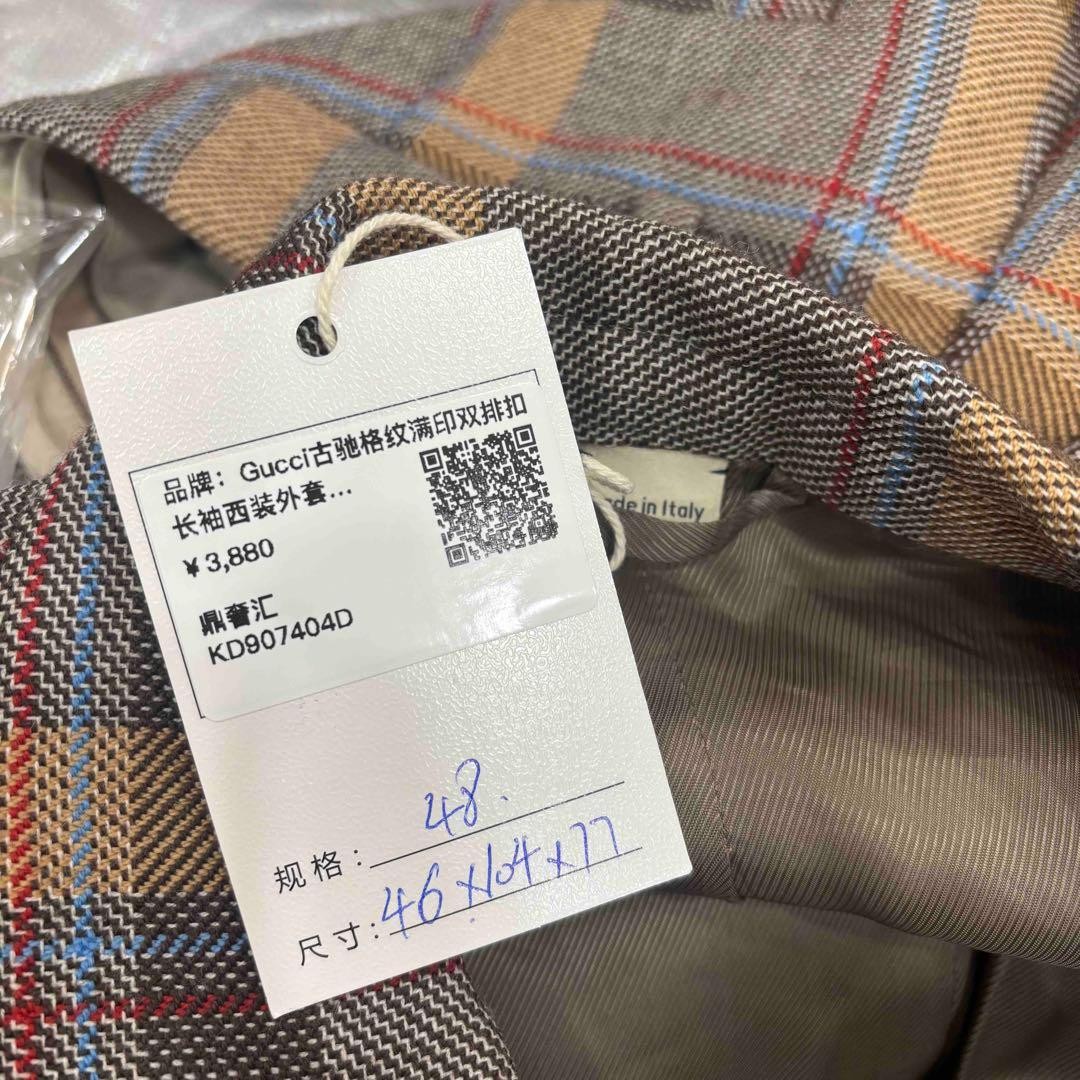 品牌：Gucci古驰格纹满印双排扣
长袖西装外套...
¥3,880
鼎奢汇
KD907404D
规格：48.
尺寸：46×104×77
in Italy